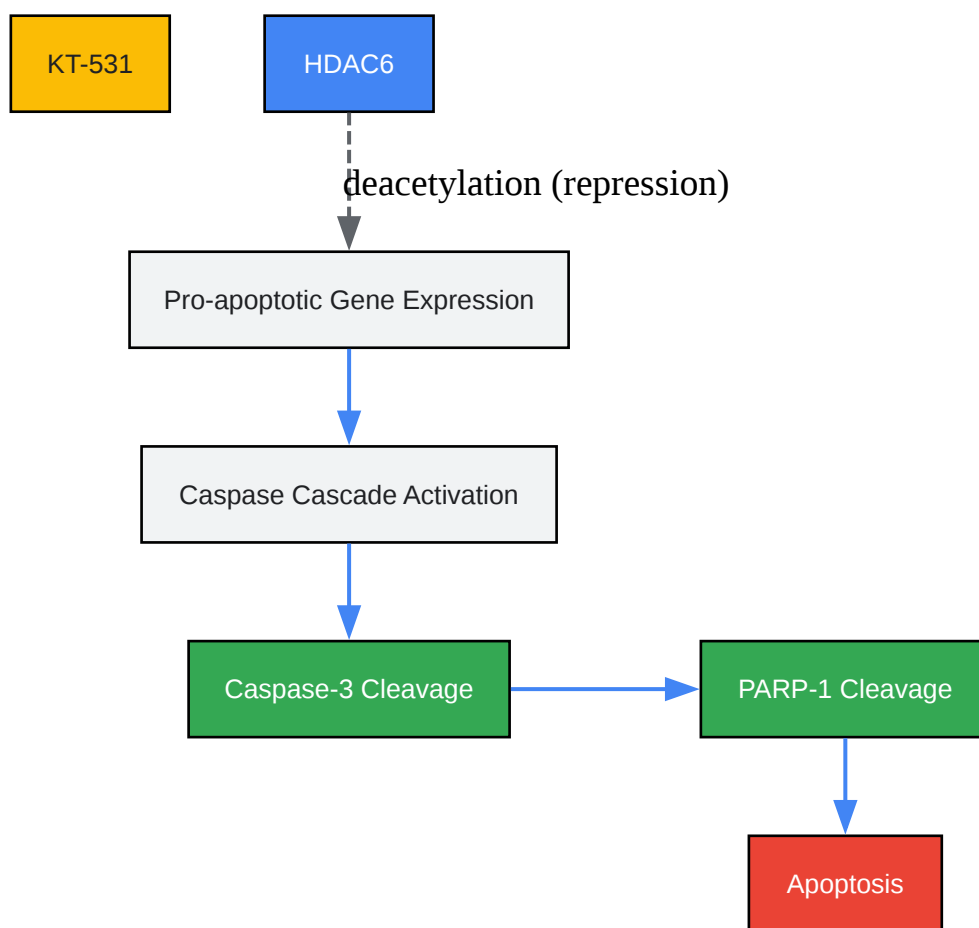 KT-531
HDAC6
deacetylation (repression)
Pro-apoptotic Gene Expression
Caspase Cascade Activation
Caspase-3 Cleavage
PARP-1 Cleavage
Apoptosis